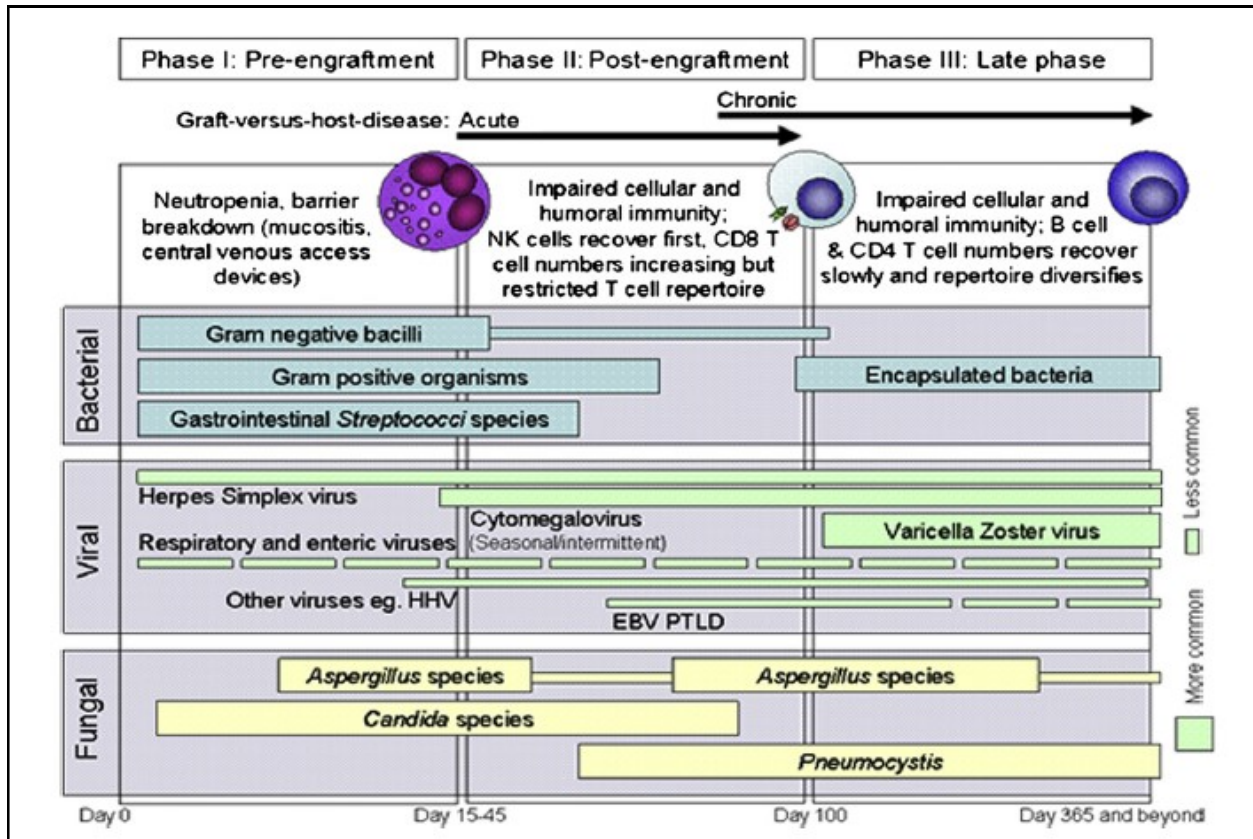 Phase I: Pre-engraftment
Phase II: Post-engraftment
Phase III: Late phase
Chronic
Graft-versus-host-disease: Acute
Neutropenia, barrier
breakdown (mucositis,
central venous access
devices)
Impaired cellular and
humoral immunity;
NK cells recover first, CD8 T
cell numbers increasing but
restricted T cell repertoire
Impaired cellular and
humoral immunity; B cell
& CD4 T cell numbers recover
slowly and repertoire diversifies
Bacterial
Gram negative bacilli
Gram positive organisms
Encapsulated bacteria
Gastrointestinal Streptococci species
Viral
Herpes Simplex virus
Cytomegalovirus
Varicella Zoster virus
Respiratory and enteric viruses (Seasonal/intermittent)
Other viruses eg. HHV
EBV PTLD
Less common
More common
Fungal
Aspergillus species
Aspergillus species
Candida species
Pneumocystis
Day 0
Day 15-45
Day 100
Day 365 and beyond